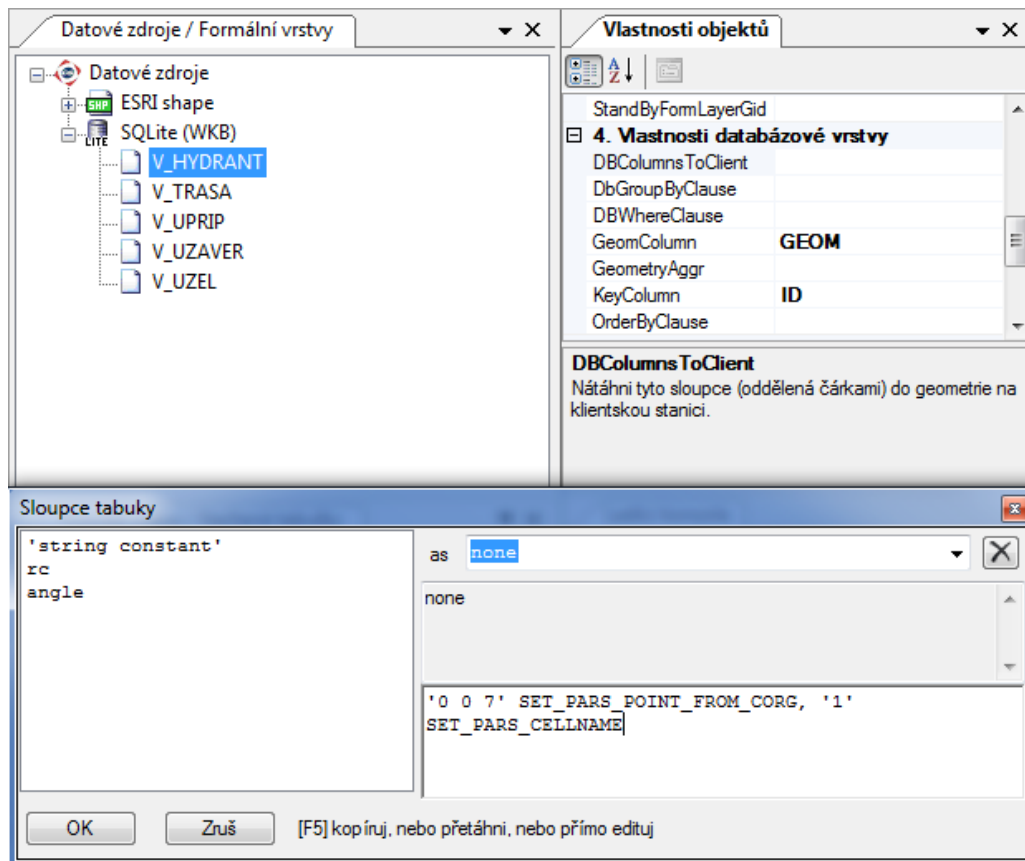 Datové zdroje / Formální vrstvy
Datové zdroje
SHP
ESRI shape
LITE
SQLite (WKB)
V_HYDRANT
V_TRASA
V_UPRIP
V_UZAVER
V_UZEL
Vlastnosti objektů
A
Z
StandByFormLayerGid
4. Vlastnosti databázové vrstvy
DBColumnsToClient
DbGroupByClause
DBWhereClause
GeomColumn GEOM
GeometryAggr
KeyColumn ID
OrderByClause
DBColumnsToClient
Nátáhni tyto sloupce (oddělená čárkami) do geometrie na
klientskou stanici.
Sloupce tabuky
'string constant'
rc
angle
as none
none
'0 0 7' SET_PARS_POINT_FROM_CORG, '1'
SET_PARS_CELLNAME
OK Zruš [F5] kopíruj, nebo přetáhni, nebo přímo edituj